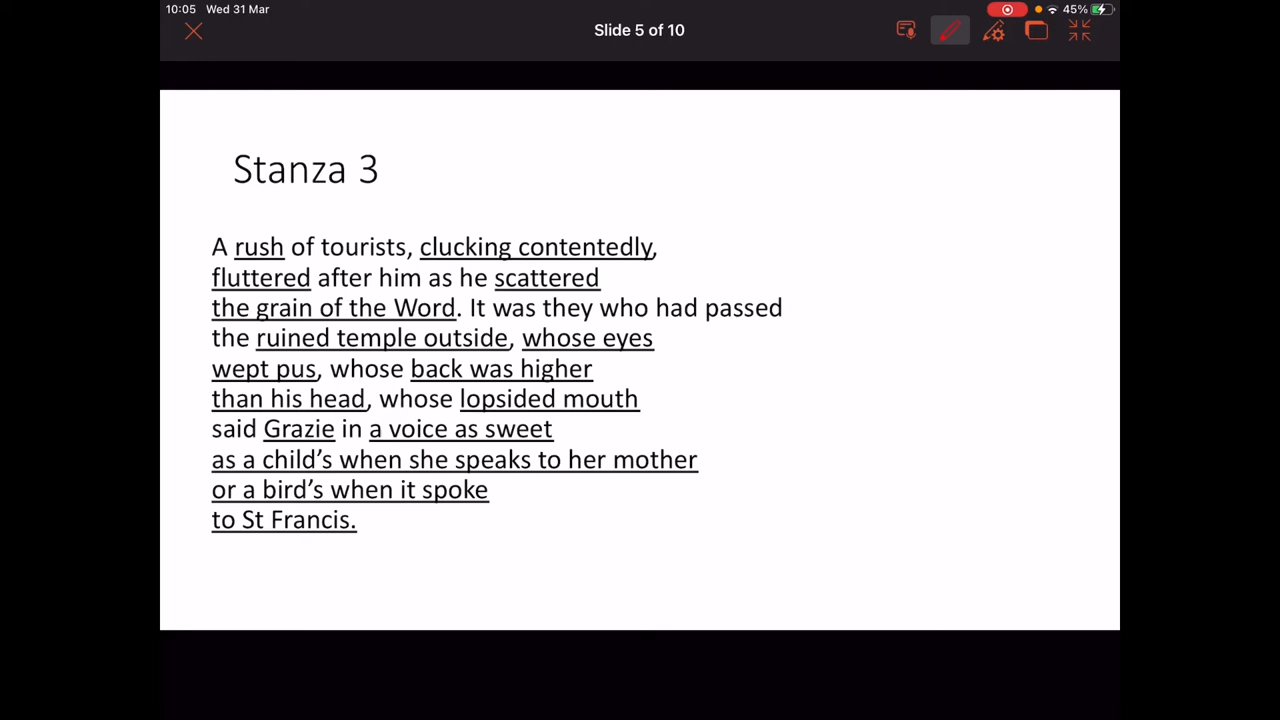 10:05 Wed 31 Mar
45%
Slide 5 of 10
Stanza 3
A rush of tourists, clucking contentedly,
fluttered after him as he scattered
the grain of the Word. It was they who had passed
the ruined temple outside, whose eyes
wept pus, whose back was higher
than his head, whose lopsided mouth
said Grazie in a voice as sweet
as a child’s when she speaks to her mother
or a bird’s when it spoke
to St Francis.